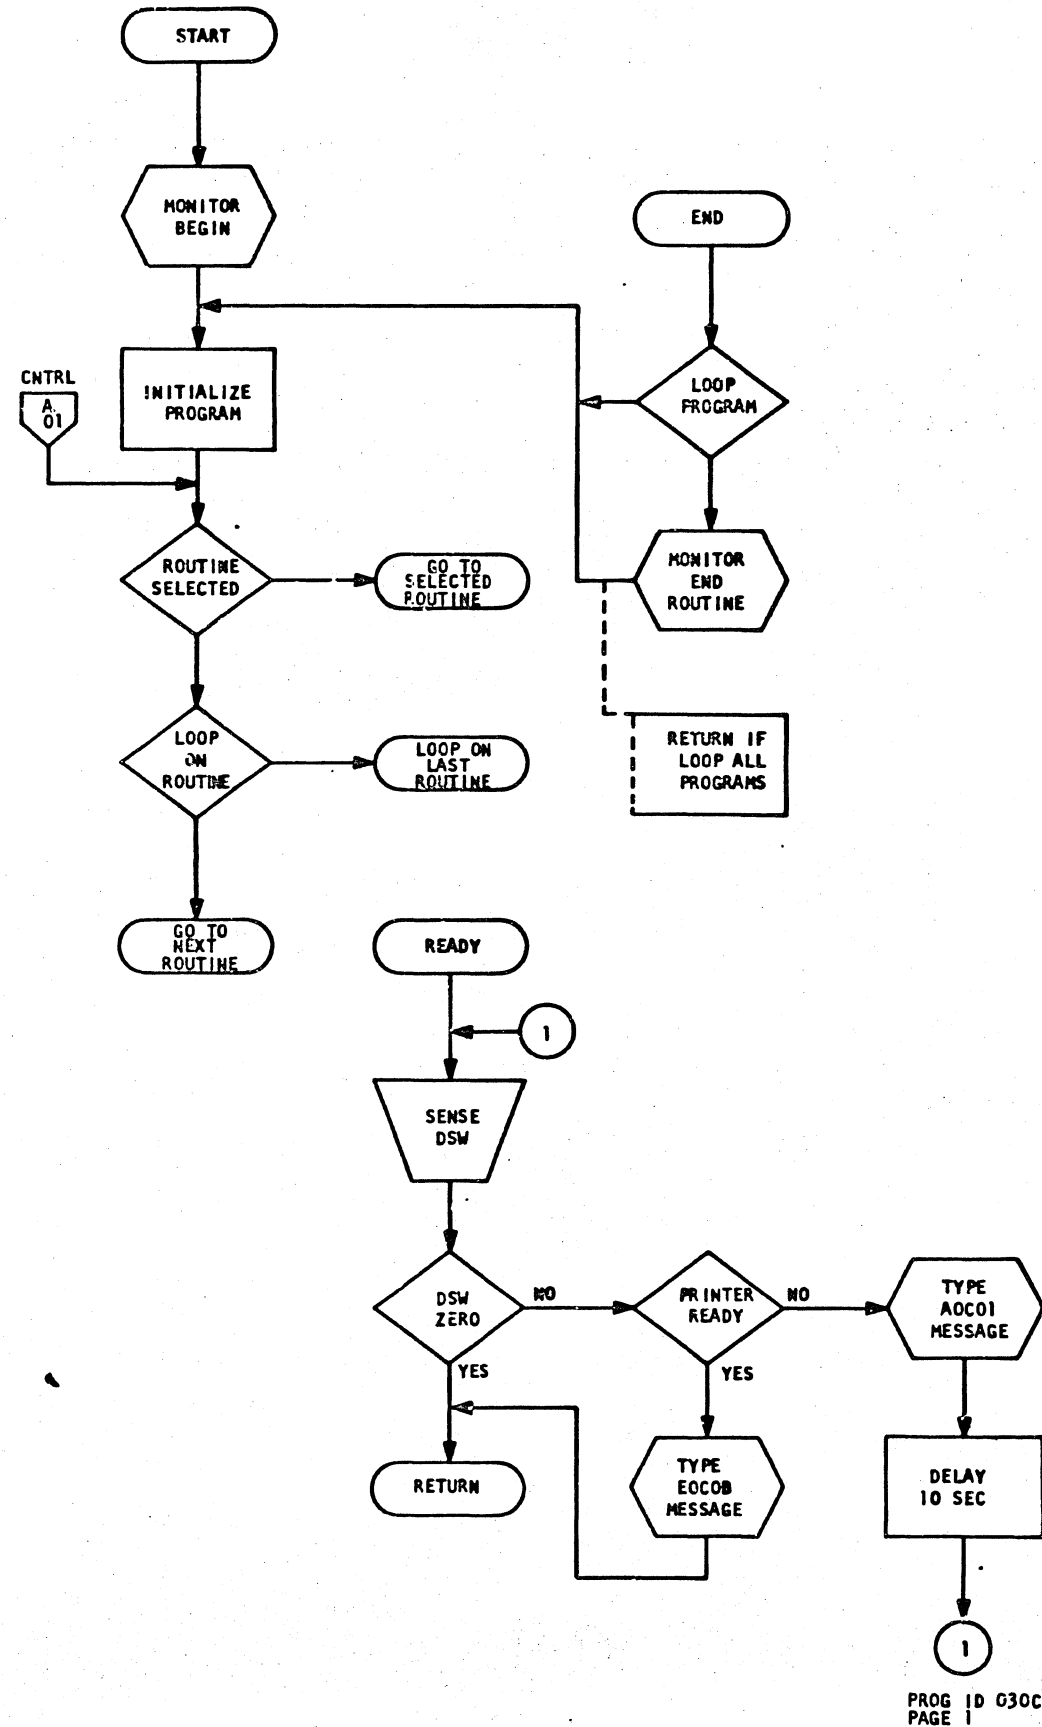 START
MONITOR
BEGIN
END
CNTRL
A.
01
INITIALIZE
PROGRAM
LOOP
PROGRAM
ROUTINE
SELECTED
GO TO
SELECTED
ROUTINE
MONITOR
END
ROUTINE
LOOP
ON
ROUTINE
LOOP ON
LAST
ROUTINE
RETURN IF
LOOP ALL
PROGRAMS
GO TO
NEXT
ROUTINE
READY
1
SENSE
DSW
DSW
ZERO
NO
YES
PRINTER
READY
NO
YES
TYPE
A0C01
MESSAGE
RETURN
TYPE
E0C0B
MESSAGE
DELAY
10 SEC
1
PROG ID 030C
PAGE 1